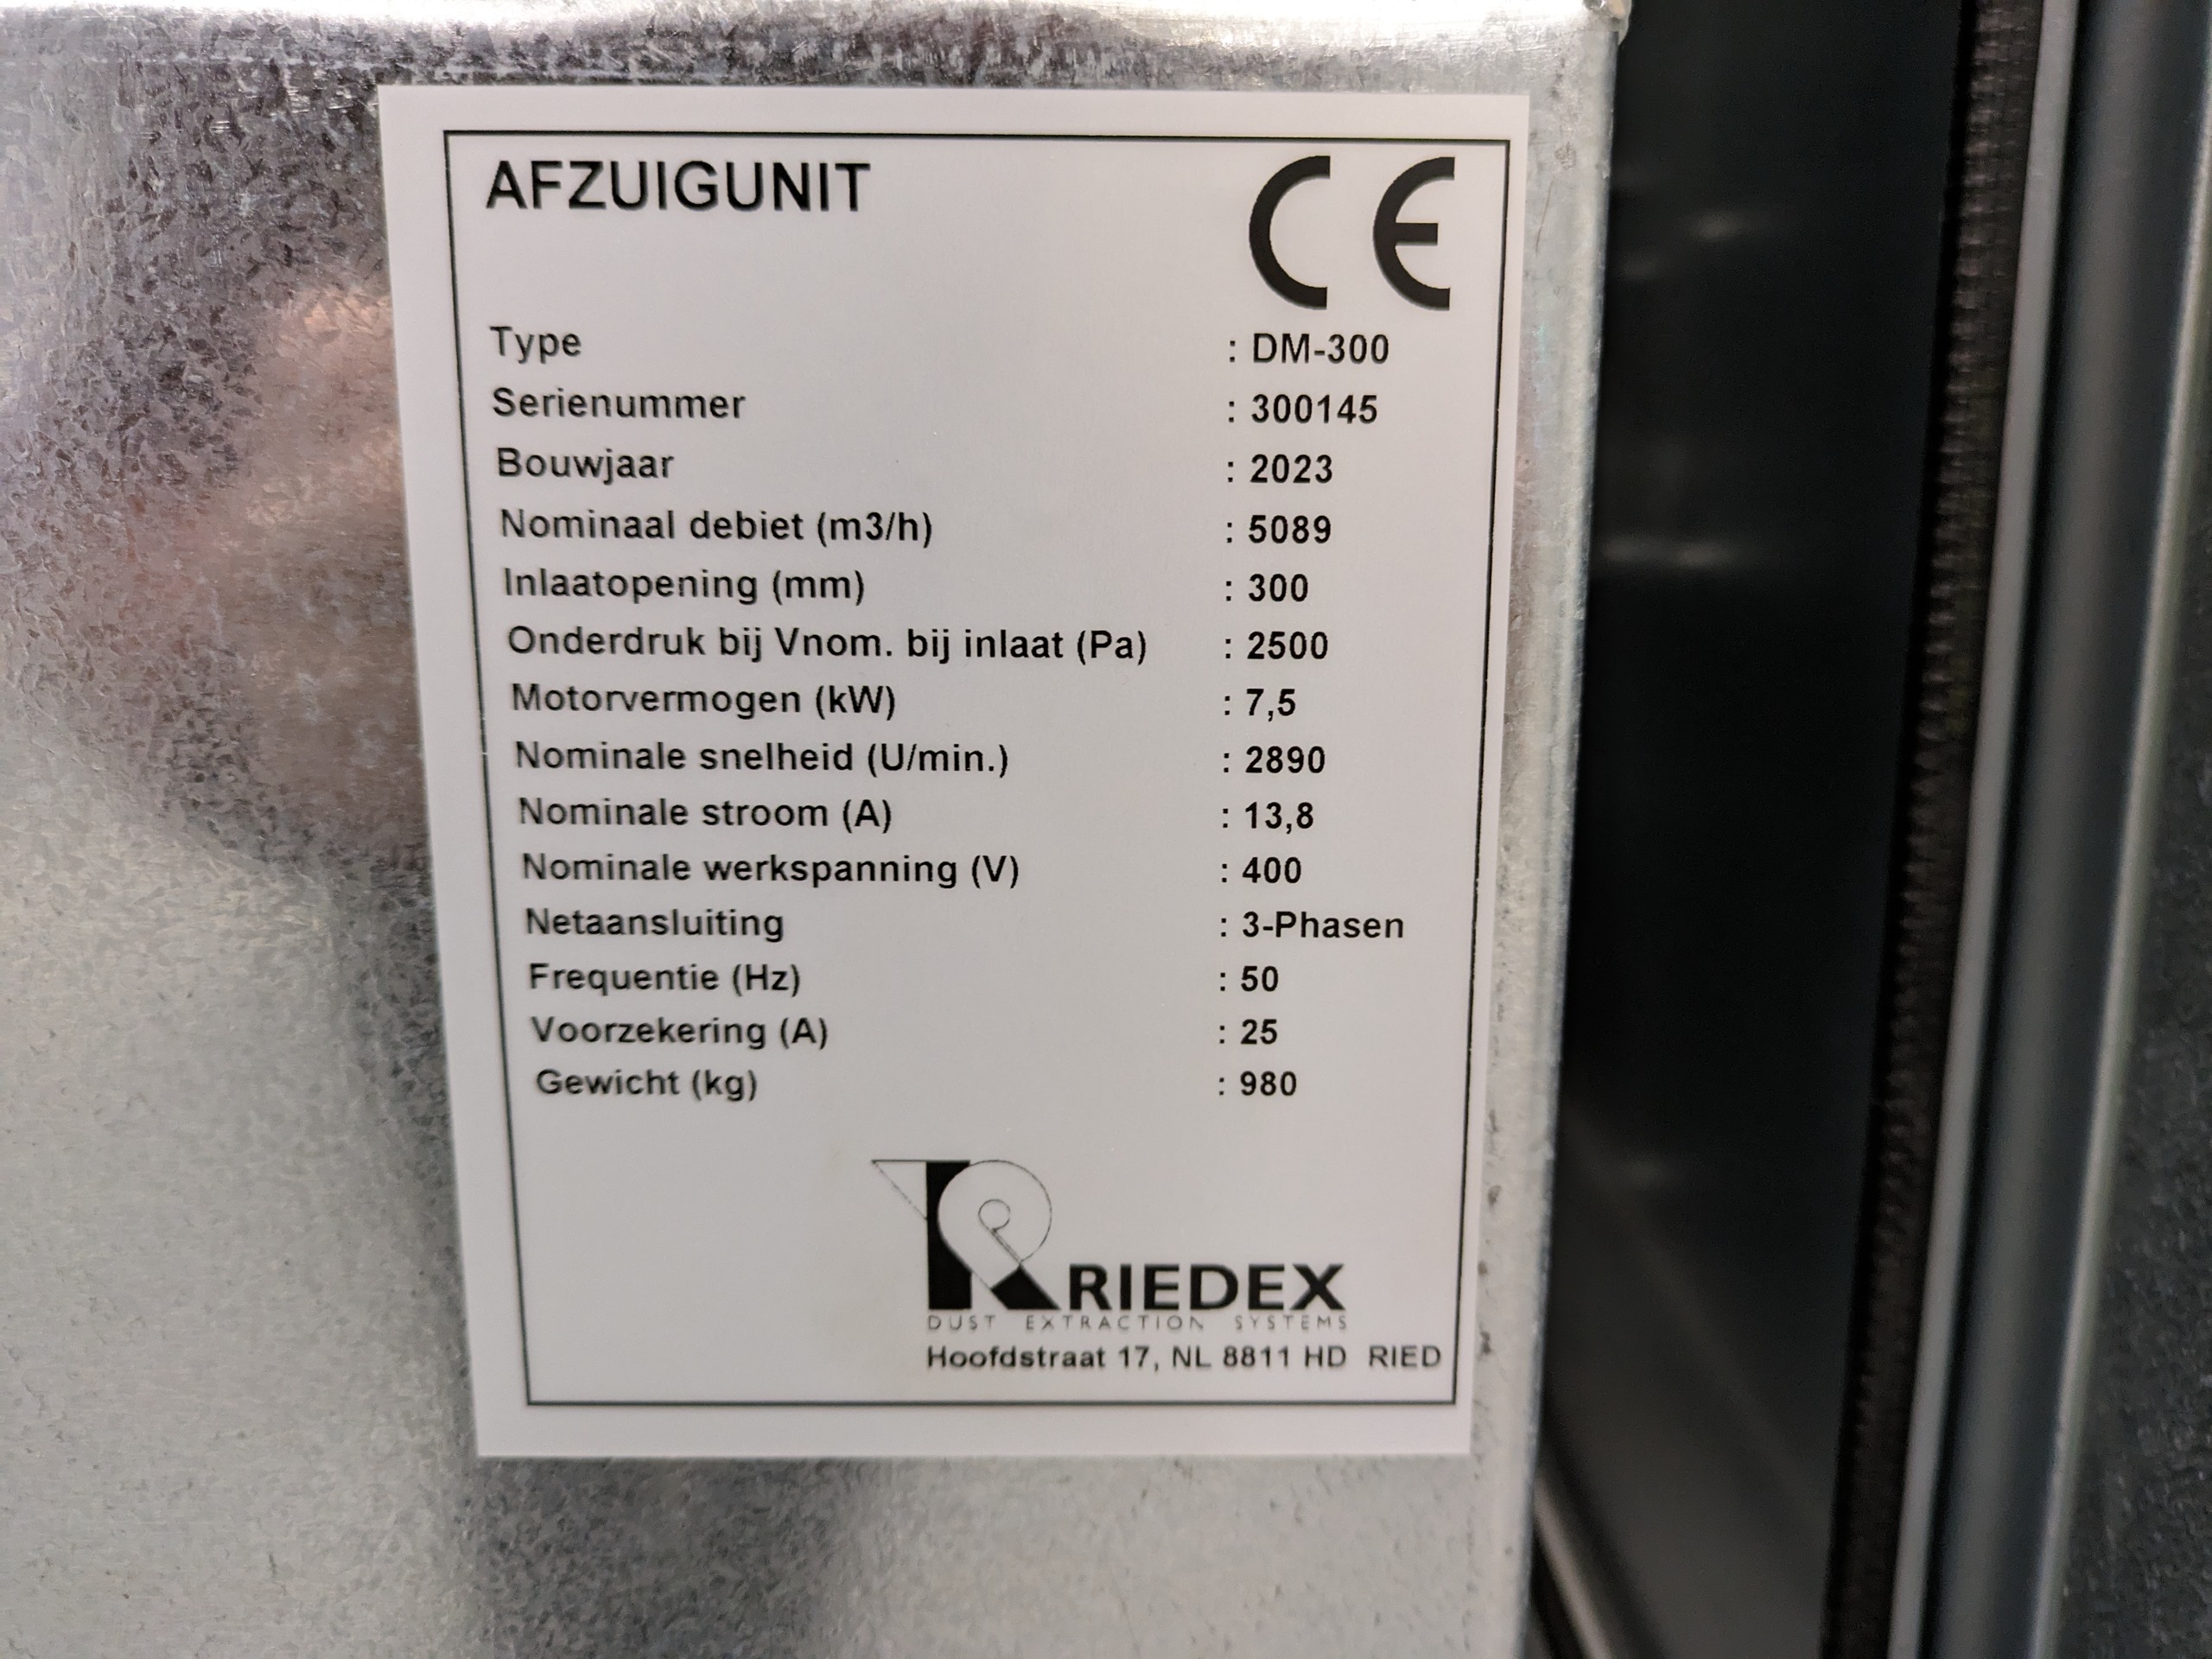 AFZUIGUNIT CE
Type : DM-300
Serienummer : 300145
Bouwjaar : 2023
Nominaal debiet (m3/h) : 5089
Inlaatopening (mm) : 300
Onderdruk bij Vnom. bij inlaat (Pa) : 2500
Motorvermogen (kW) : 7,5
Nominale snelheid (U/min.) : 2890
Nominale stroom (A) : 13,8
Nominale werkspanning (V) : 400
Netaansluiting : 3-Phasen
Frequentie (Hz) : 50
Voorzekering (A) : 25
Gewicht (kg) : 980
RIEDEX
DUST EXTRACTION SYSTEMS
Hoofdstraat 17, NL 8811 HD RIED